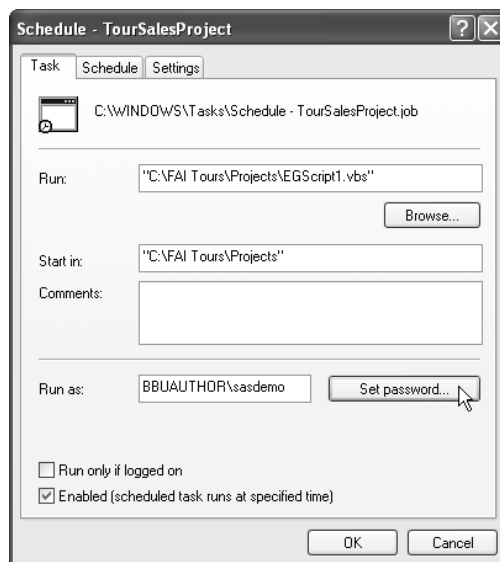 Schedule - TourSalesProject
Task Schedule Settings
C:\WINDOWS\Tasks\Schedule - TourSalesProject.job
Run: "C:\FAI Tours\Projects\EGScript1.vbs"
Browse...
Start in: "C:\FAI Tours\Projects"
Comments:
Run as: BBUAUTHOR\sasdemo Set password...
Run only if logged on
Enabled (scheduled task runs at specified time)
OK Cancel